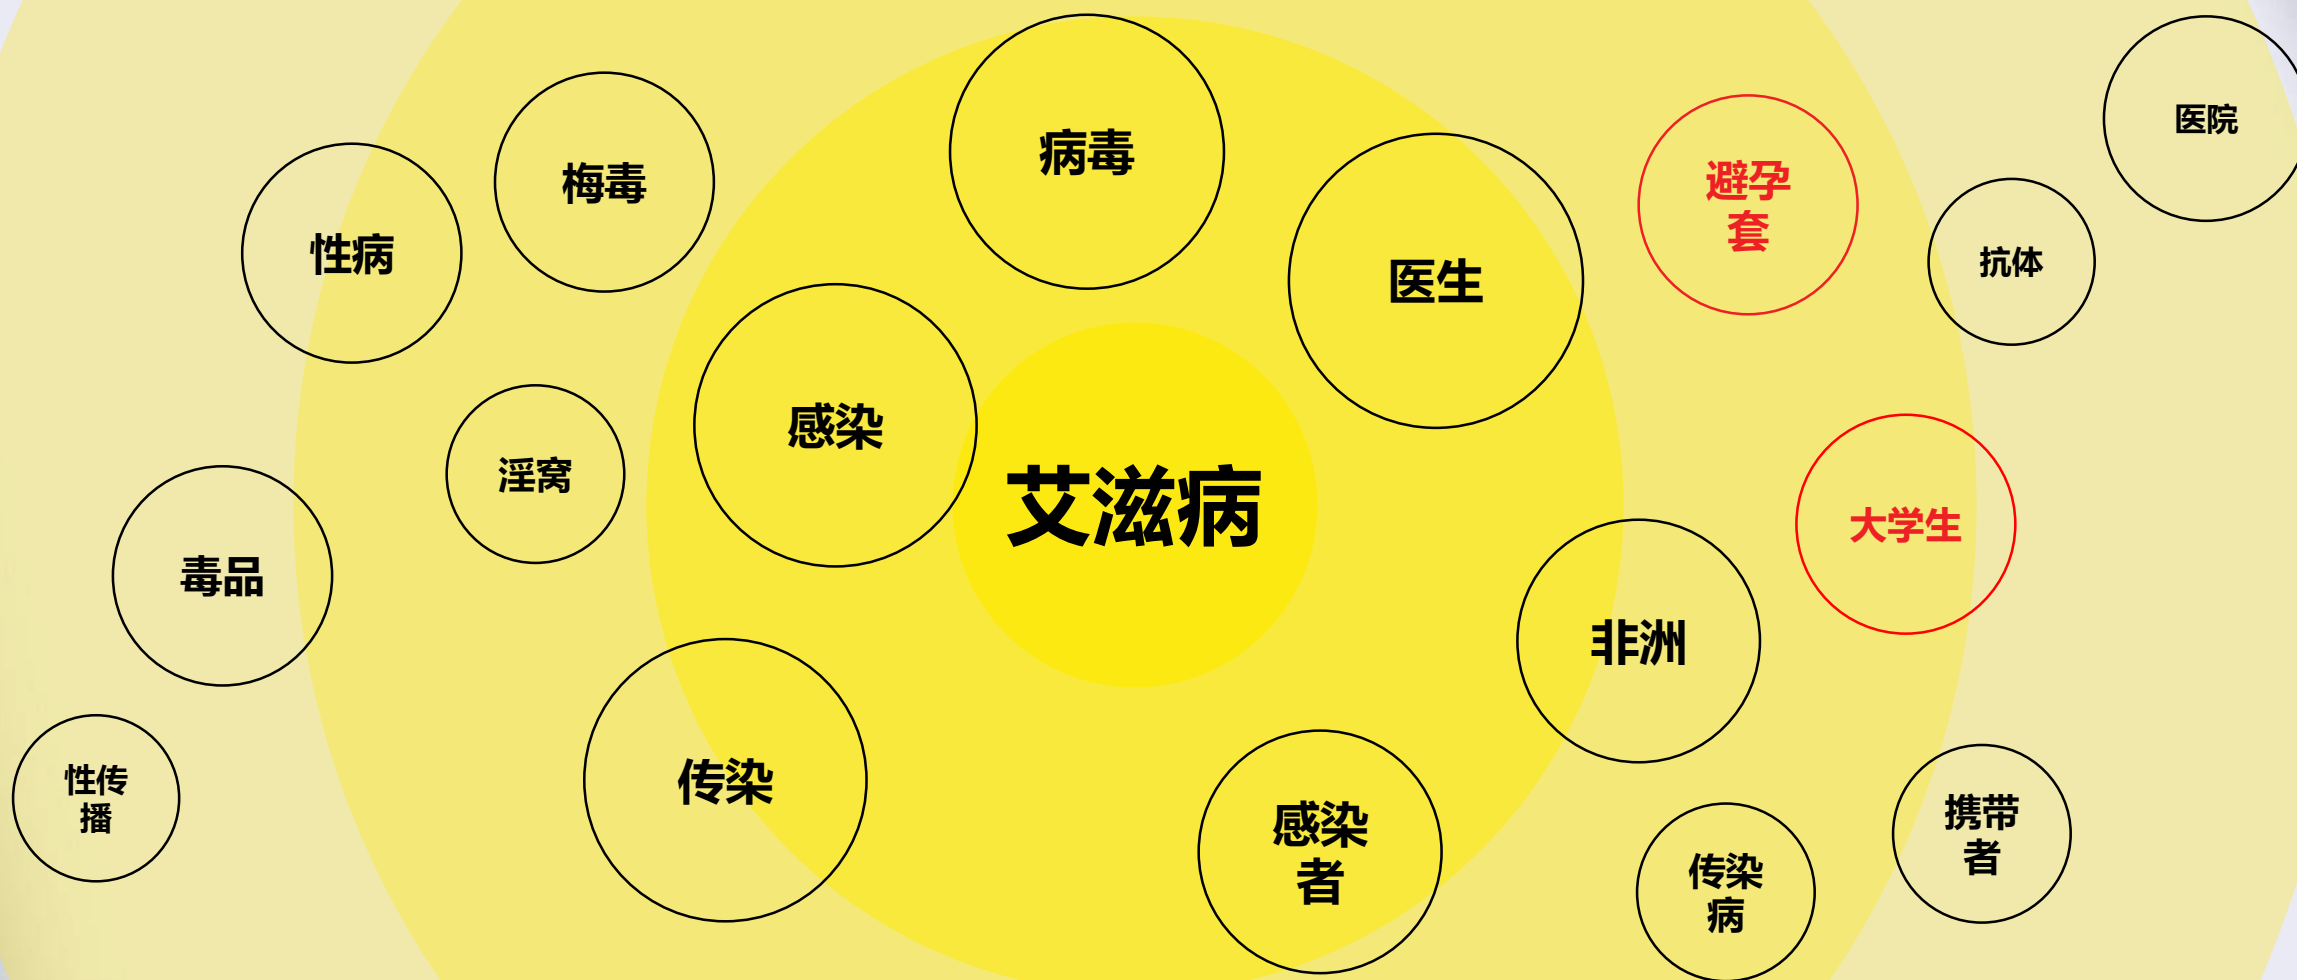 医院
病毒
梅毒
避孕
套
性病
医生
抗体
感染
淫窝
艾滋病
大学生
毒品
非洲
性传
播
传染
感染
者
携带
者
传染
病